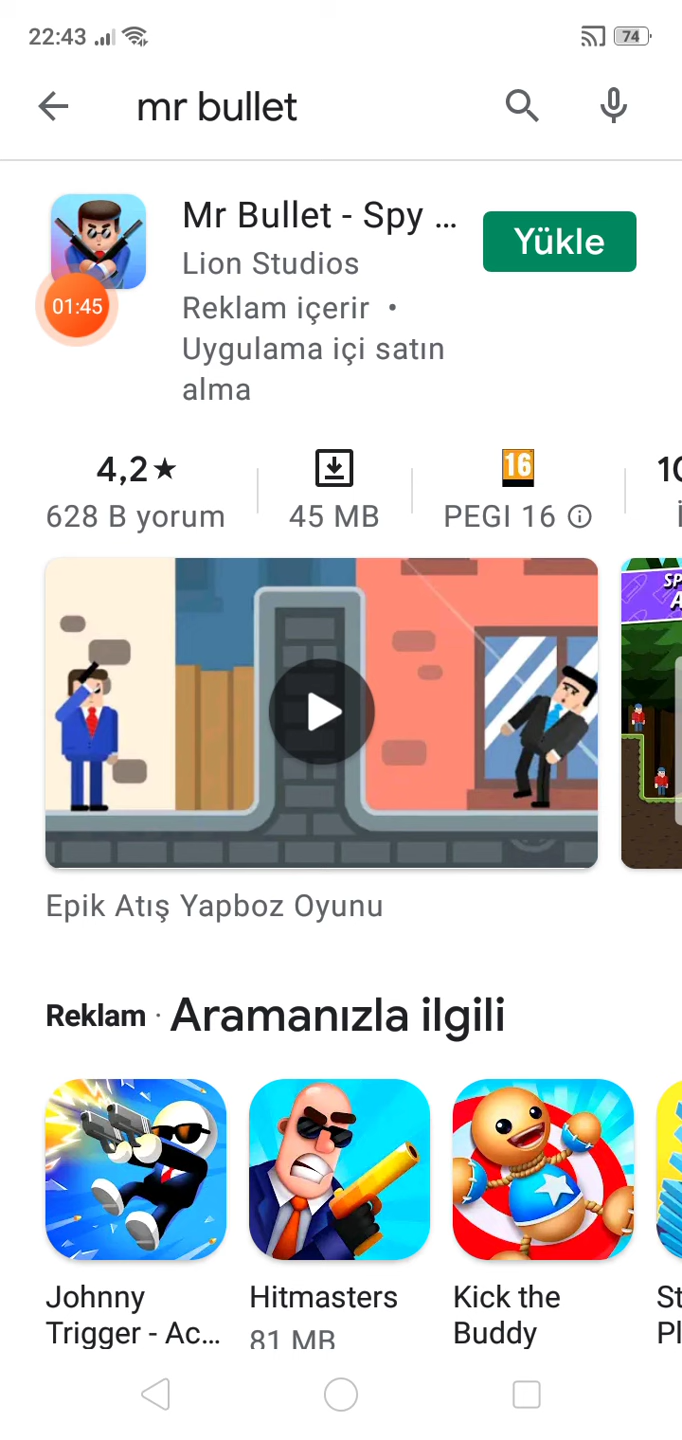 22:43
74
mr bullet
Mr Bullet - Spy ...
Yükle
Lion Studios
01:45
Reklam içerir •
Uygulama içi satın
alma
4,2★
16
628 B yorum
45 MB
PEGI 16
Epik Atış Yapboz Oyunu
Reklam · Aramanızla ilgili
Johnny
Trigger - Ac...
Hitmasters
81 MB
Kick the
Buddy